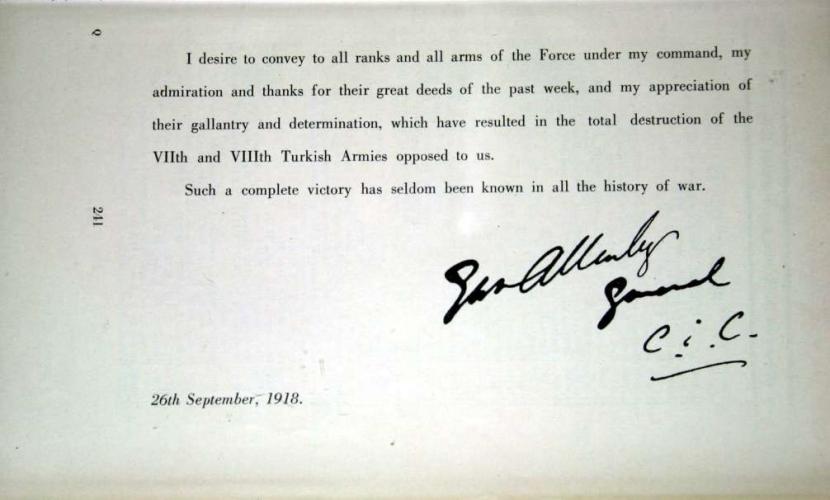 I desire to convey to all ranks and all arms of the Force under my command, my
admiration and thanks for their great deeds of the past week, and my appreciation of
their gallantry and determination, which have resulted in the total destruction of the
VIIth and VIIIth Turkish Armies opposed to us.
Such a complete victory has seldom been known in all the history of war.
Allenby
General
C.i.C.
26th September, 1918.
Q
241